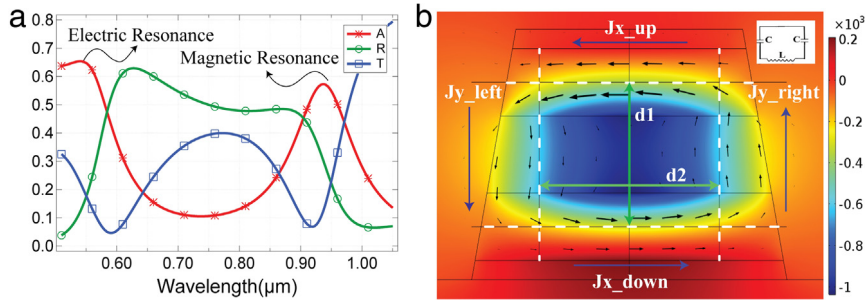 a
Electric Resonance
Magnetic Resonance
A
R
T
0.8
0.7
0.6
0.5
0.4
0.3
0.2
0.1
0.0
0.60
0.70
0.80
0.90
1.00
Wavelength(μm)
b
Jx_up
C
C
L
Jy_left
Jy_right
d1
d2
Jx_down
×10³
0.2
0
-0.2
-0.4
-0.6
-0.8
-1